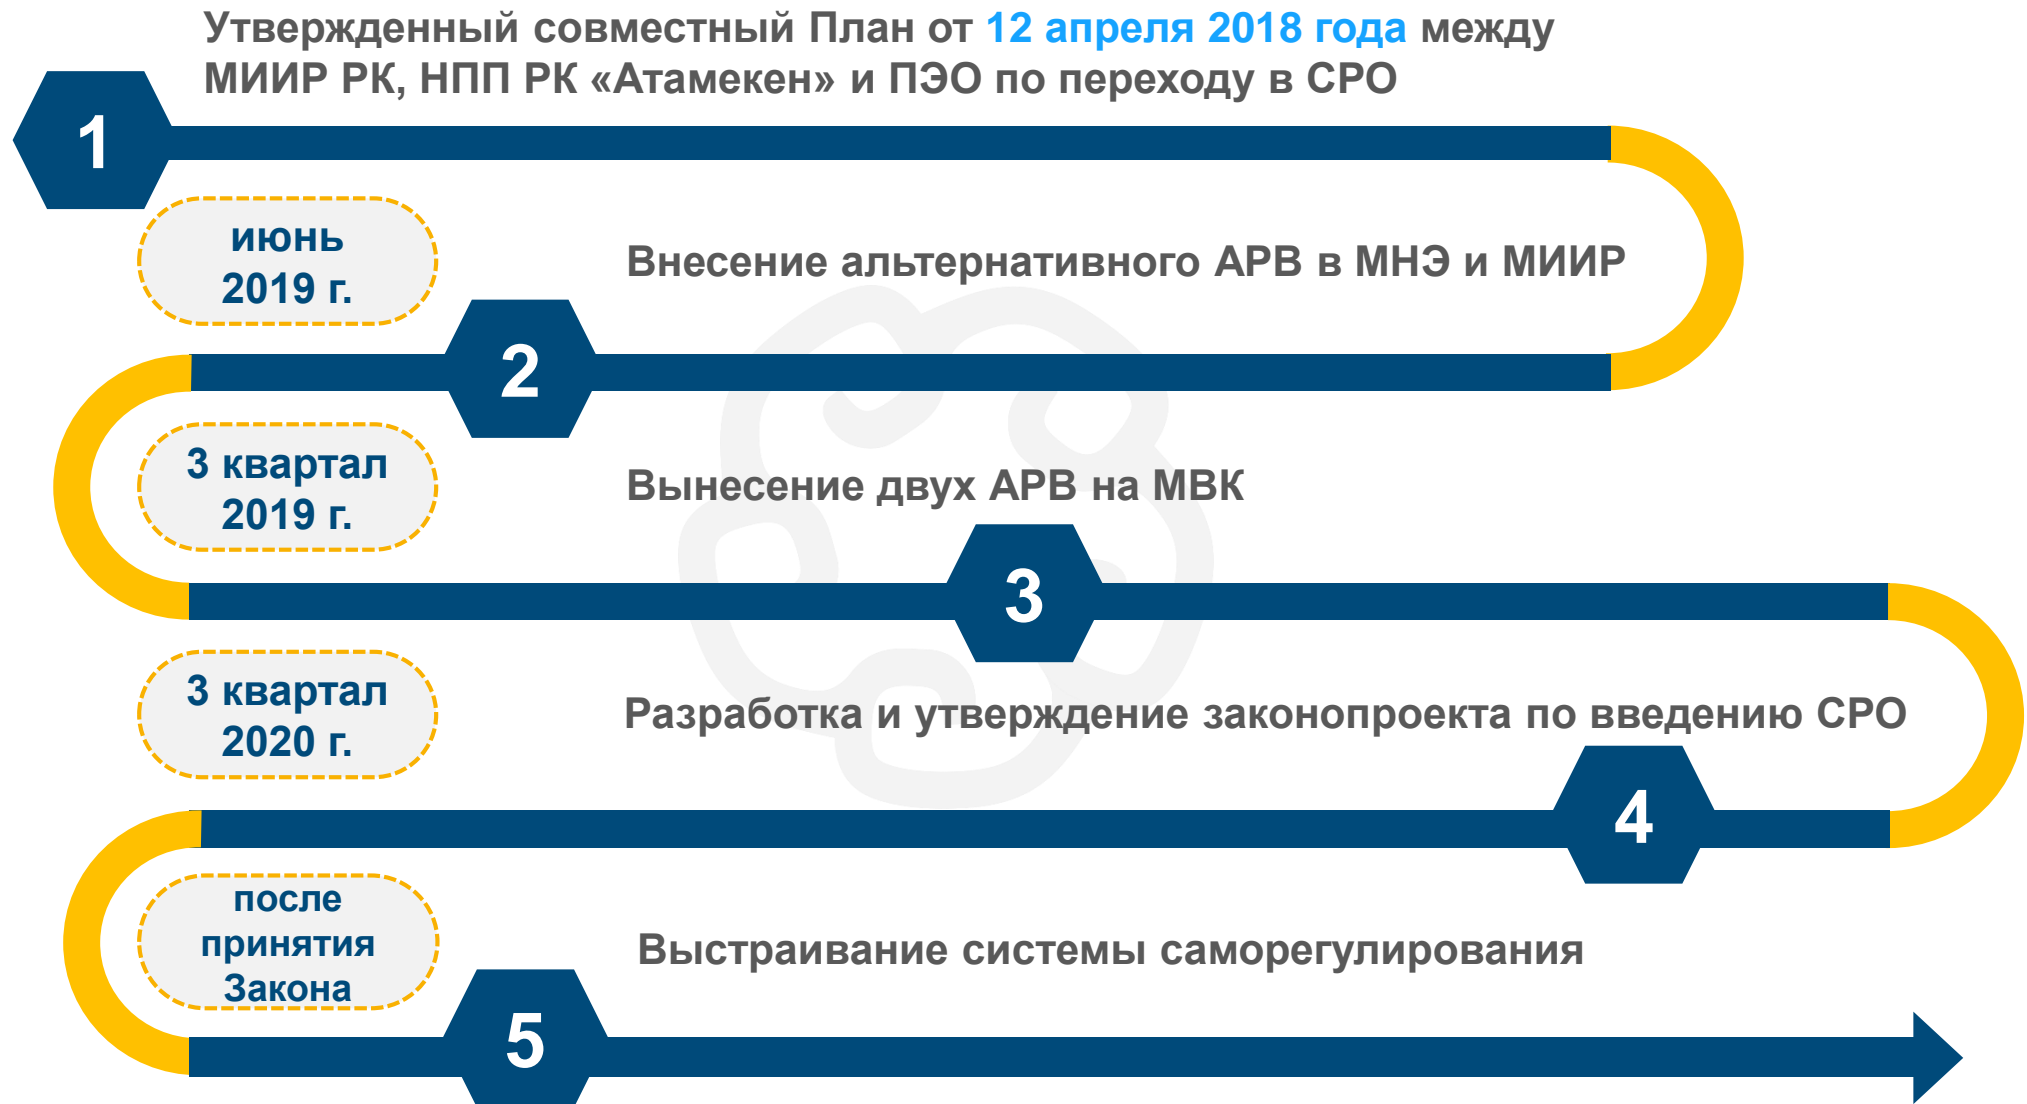 Утвержденный совместный План от 12 апреля 2018 года между
МИИР РК, НПП РК «Атамекен» и ПЭО по переходу в СРО
1
июнь
2019 г.
Внесение альтернативного АРВ в МНЭ и МИИР
2
3 квартал
2019 г.
Вынесение двух АРВ на МВК
3
3 квартал
2020 г.
Разработка и утверждение законопроекта по введению СРО
4
после
принятия
Закона
Выстраивание системы саморегулирования
5